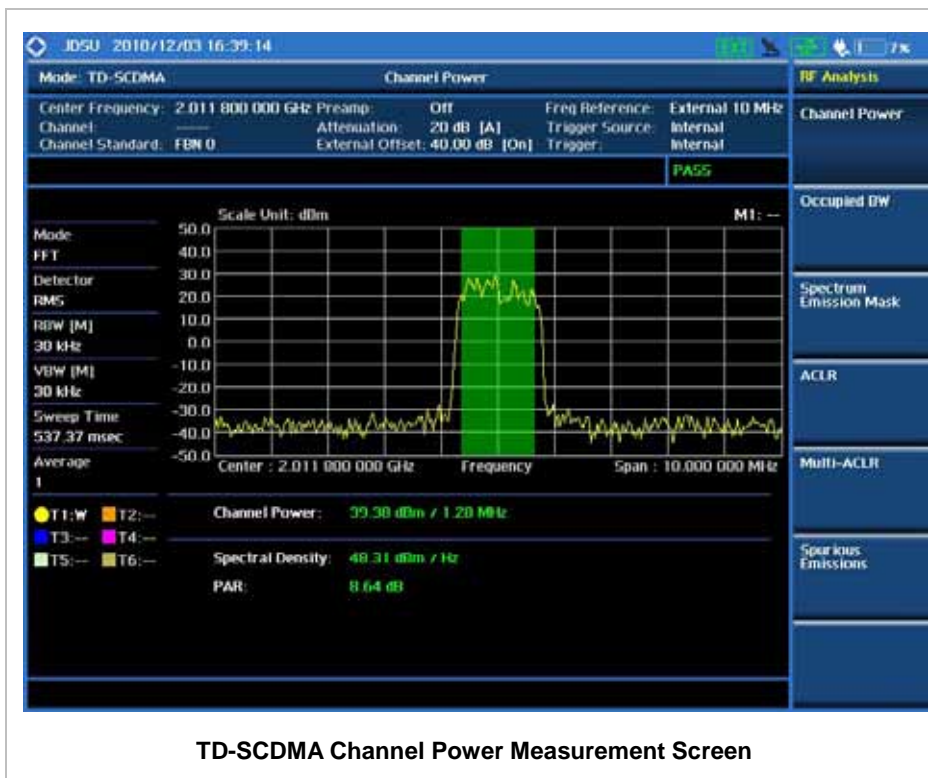 JDSU 2010/12/03 16:39:14
7%
Mode: TD-SCDMA Channel Power
RF Analysis
Center Frequency: 2.011 800 000 GHz Preamp: Off Freq Reference: External 10 MHz
Channel: ---- Attenuation: 20 dB [A] Trigger Source: Internal
Channel Standard: FBN 0 External Offset: 40.00 dB [On] Trigger: Internal
PASS
Channel Power
Occupied BW
Spectrum
Emission Mask
ACLR
Multi-ACLR
Spurious
Emissions
Scale Unit: dBm M1: --
Mode
FFT
Detector
RMS
RBW [M]
30 kHz
VBW [M]
30 kHz
Sweep Time
537.37 msec
Average
1
50.0
40.0
30.0
20.0
10.0
0.0
-10.0
-20.0
-30.0
-40.0
-50.0
Center : 2.011 000 000 GHz Frequency Span : 10.000 000 MHz
T1:W T2:--
T3:-- T4:--
T5:-- T6:--
Channel Power: 39.38 dBm / 1.28 MHz
Spectral Density: 48.31 dBm / Hz
PAR: 8.64 dB
TD-SCDMA Channel Power Measurement Screen